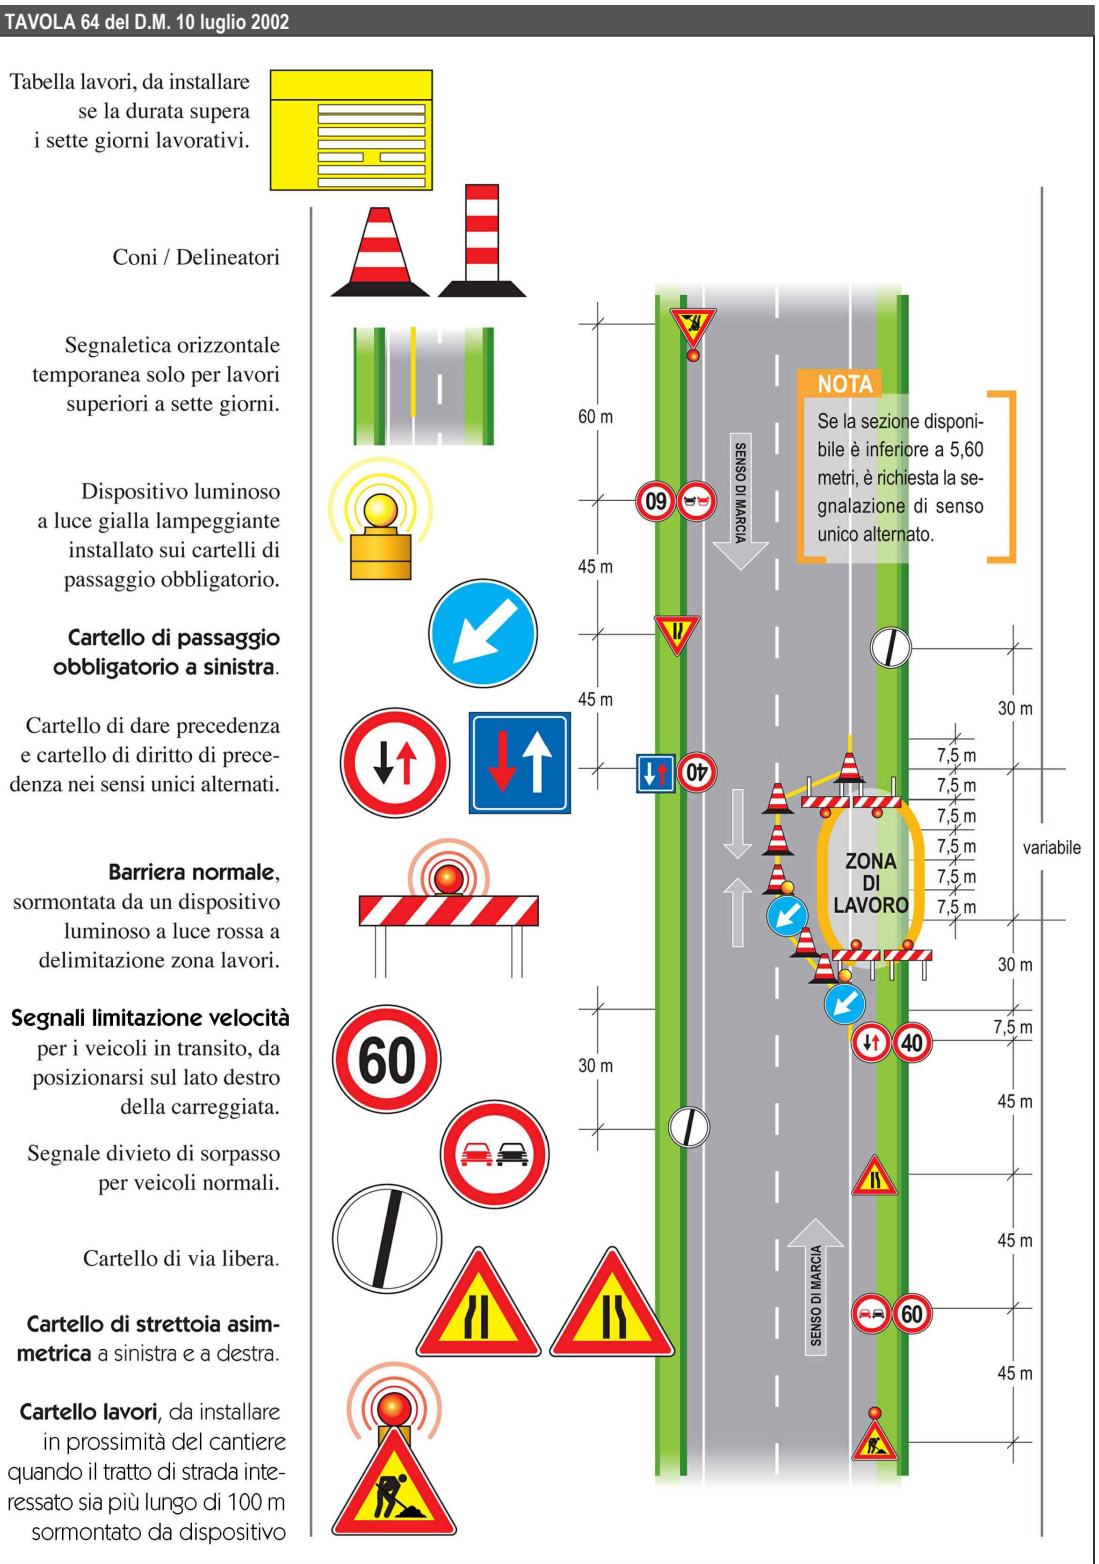 TAVOLA 64 del D.M. 10 luglio 2002
Tabella lavori, da installare
se la durata supera
i sette giorni lavorativi.
Coni / Delineatori
Segnaletica orizzontale
temporanea solo per lavori
superiori a sette giorni.
Dispositivo luminoso
a luce gialla lampeggiante
installato sui cartelli di
passaggio obbligatorio.
Cartello di passaggio
obbligatorio a sinistra.
Cartello di dare precedenza
e cartello di diritto di prece-
denza nei sensi unici alternati.
Barriera normale,
sormontata da un dispositivo
luminoso a luce rossa a
delimitazione zona lavori.
Segnali limitazione velocità
per i veicoli in transito, da
posizionarsi sul lato destro
della carreggiata.
Segnale divieto di sorpasso
per veicoli normali.
Cartello di via libera.
Cartello di strettoia asim-
metrica a sinistra e a destra.
Cartello lavori, da installare
in prossimità del cantiere
quando il tratto di strada inte-
ressato sia più lungo di 100 m
sormontato da dispositivo
60
60 m
45 m
45 m
30 m
60
40
SENSO DI MARCIA
NOTA
Se la sezione disponi-
bile è inferiore a 5,60
metri, è richiesta la se-
gnalazione di senso
unico alternato.
30 m
7,5 m
7,5 m
7,5 m
7,5 m
7,5 m
7,5 m
variabile
ZONA
DI
LAVORO
30 m
7,5 m
40
45 m
45 m
SENSO DI MARCIA
60
45 m